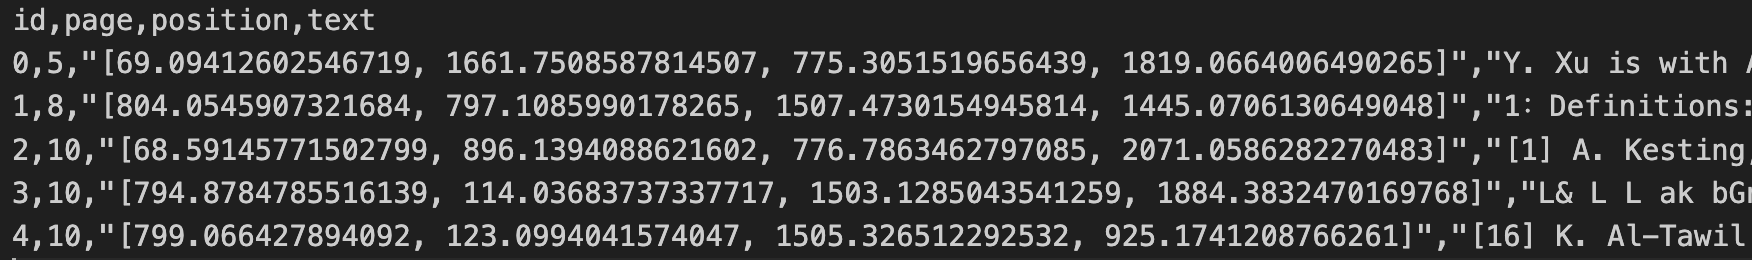 id,page,position,text
0,5,"[69.09412602546719, 1661.7508587814507, 775.3051519656439, 1819.0664006490265]","Y. Xu is with
1,8,"[804.0545907321684, 797.1085990178265, 1507.4730154945814, 1445.0706130649048]","1: Definitions:
2,10,"[68.59145771502799, 896.1394088621602, 776.7863462797085, 2071.0586282270483]","[1] A. Kesting,
3,10,"[794.8784785516139, 114.03683737337717, 1503.1285043541259, 1884.3832470169768]","L& L L ak
4,10,"[799.066427894092, 123.0994041574047, 1505.326512292532, 925.1741208766261]","[16] K. Al-Tawil